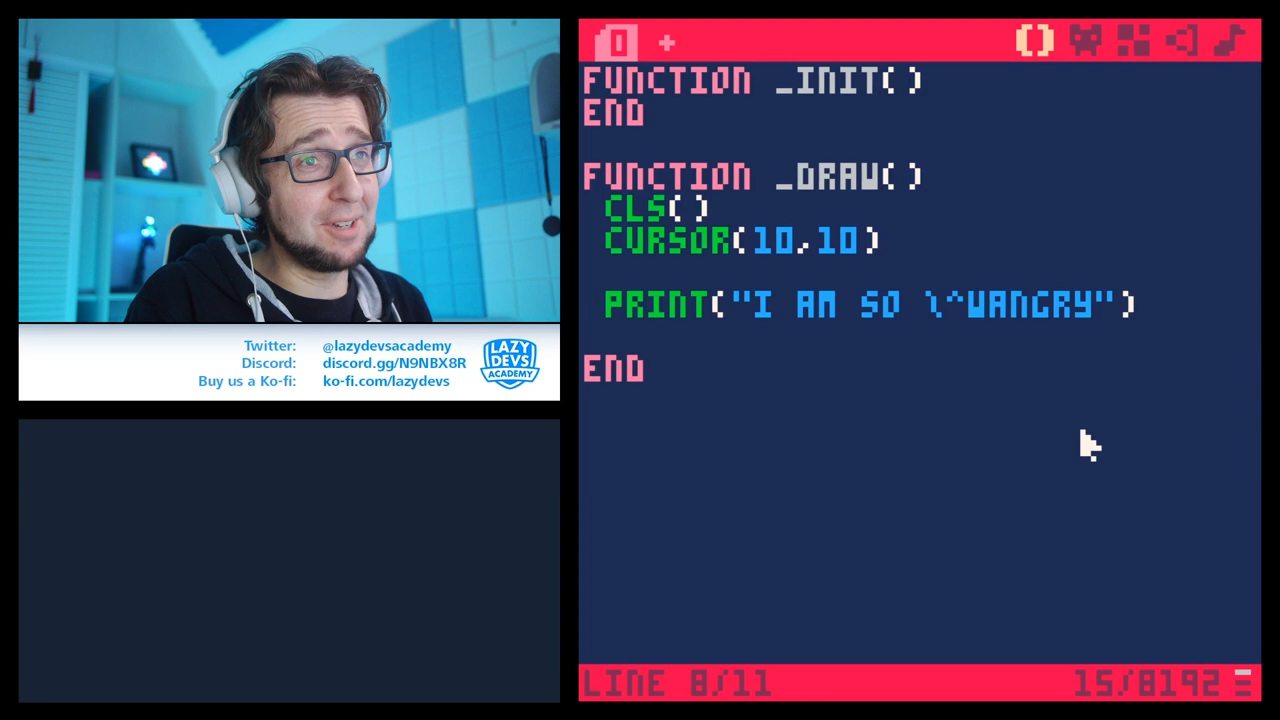 Twitter: @lazydevsacademy
Discord: discord.gg/N9NBX8R
Buy us a Ko-fi: ko-fi.com/lazydevs
LAZY
DEVS
ACADEMY
0 +
FUNCTION _INIT()
END
FUNCTION _DRAW()
CLS()
CURSOR(10,10)
PRINT("I AM SO \^WANGRY")
END
LINE 8/11 15/8192